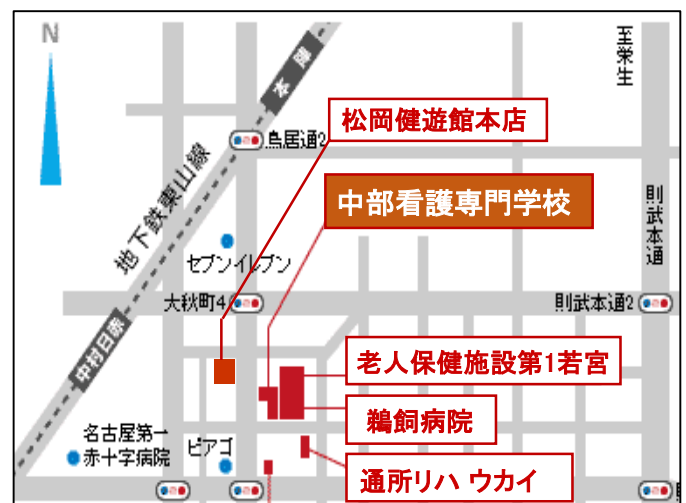 N
至栄生
本陣
松岡健遊館本店
鳥居通2
中部看護専門学校
地下鉄東山線
則武本通
セブンイレブン
大秋町4
則武本通2
中村日赤
老人保健施設第1若宮
鵜飼病院
名古屋第一
赤十字病院
ピアゴ
通所リハ ウカイ